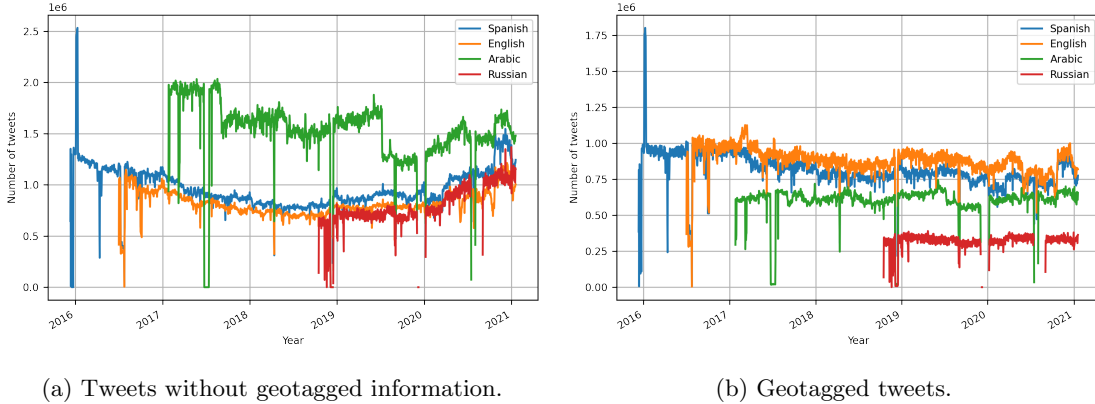 1e6
2.5
2.0
1.5
1.0
0.5
0.0
Number of tweets
2016
2017
2018
2019
2020
2021
Year
Spanish
English
Arabic
Russian
(a) Tweets without geotagged information.
1e6
1.75
1.50
1.25
1.00
0.75
0.50
0.25
0.00
Number of tweets
2016
2017
2018
2019
2020
2021
Year
Spanish
English
Arabic
Russian
(b) Geotagged tweets.